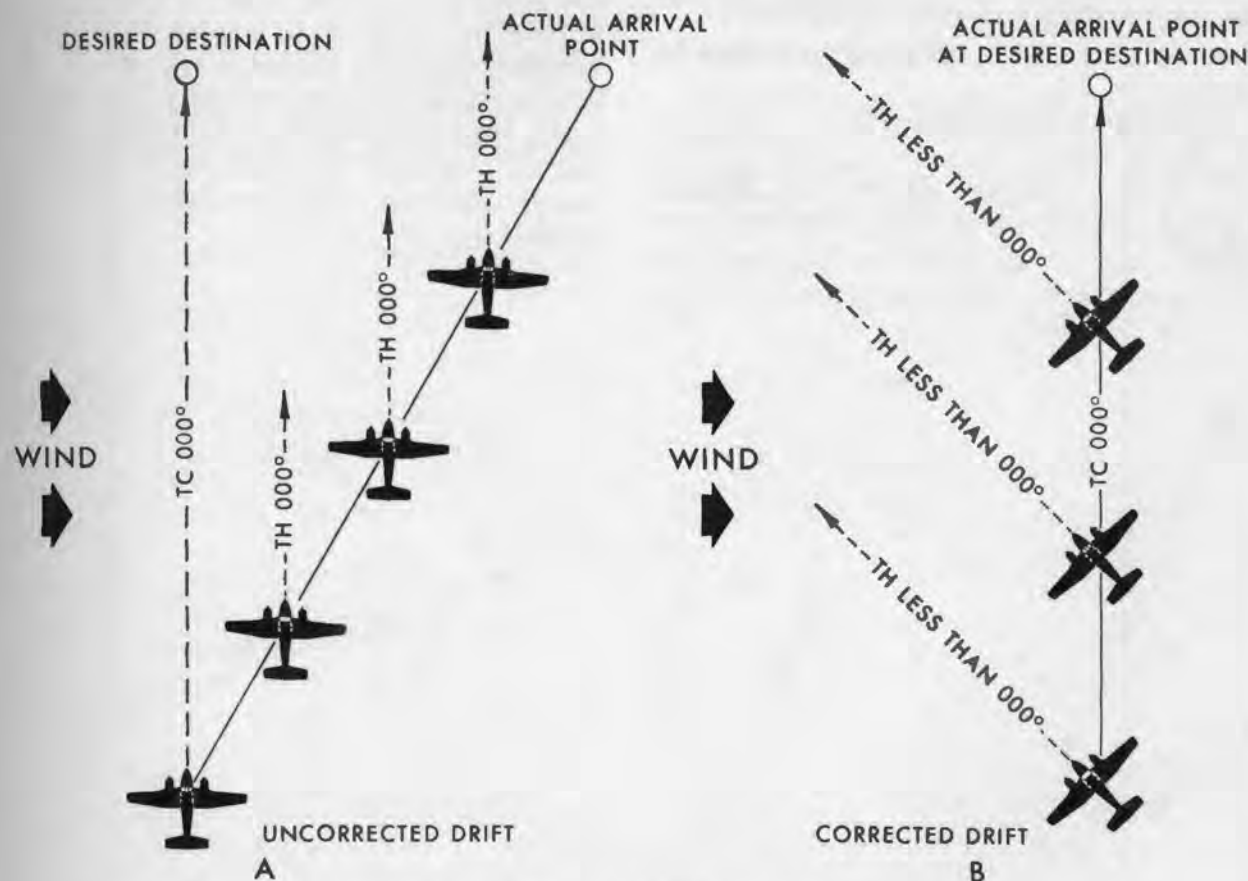 DESIRED DESTINATION
ACTUAL ARRIVAL
POINT
TH 000°
TH 000°
TH 000°
TC 000°
WIND
UNCORRECTED DRIFT
A
ACTUAL ARRIVAL POINT
AT DESIRED DESTINATION
TH LESS THAN 000°
TH LESS THAN 000°
TH LESS THAN 000°
TC 000°
WIND
CORRECTED DRIFT
B